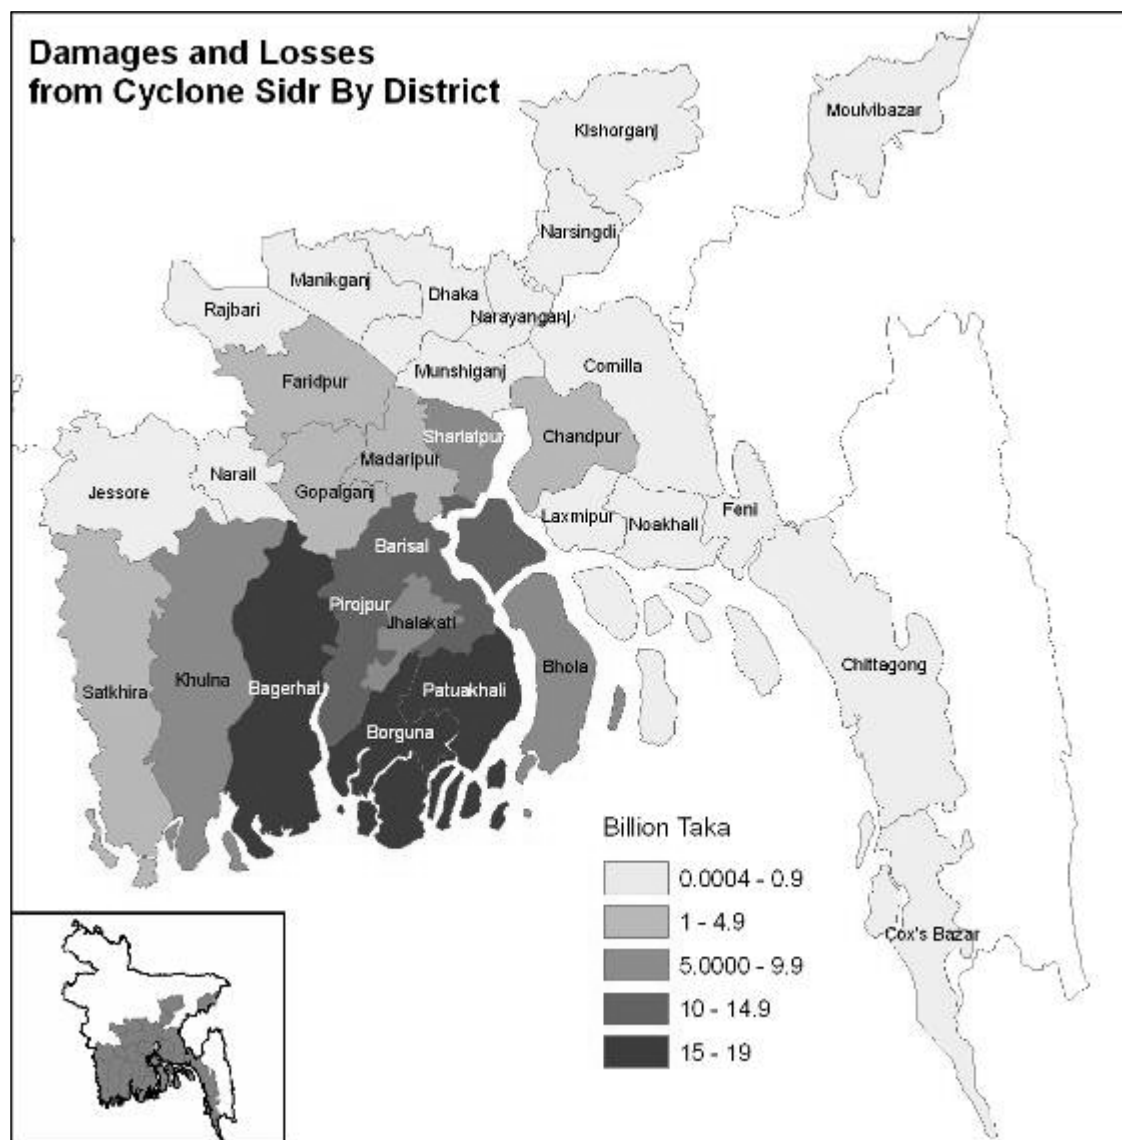 Damages and Losses
from Cyclone Sidr By District
Kishorganj
Moulvibazar
Narsingdi
Manikganj
Dhaka
Rajbari
Narayanganj
Munshiganj
Comilla
Faridpur
Shariatpur
Chandpur
Madaripur
Narail
Jessore
Gopalganj
Laxmipur
Noakhali
Feni
Barisal
Pirojpur
Jhalakati
Bhola
Chittagong
Satkhira
Khulna
Bagerhat
Patuakhali
Borguna
Billion Taka
0.0004 - 0.9
1 - 4.9
5.0000 - 9.9
10 - 14.9
15 - 19
Cox's Bazar